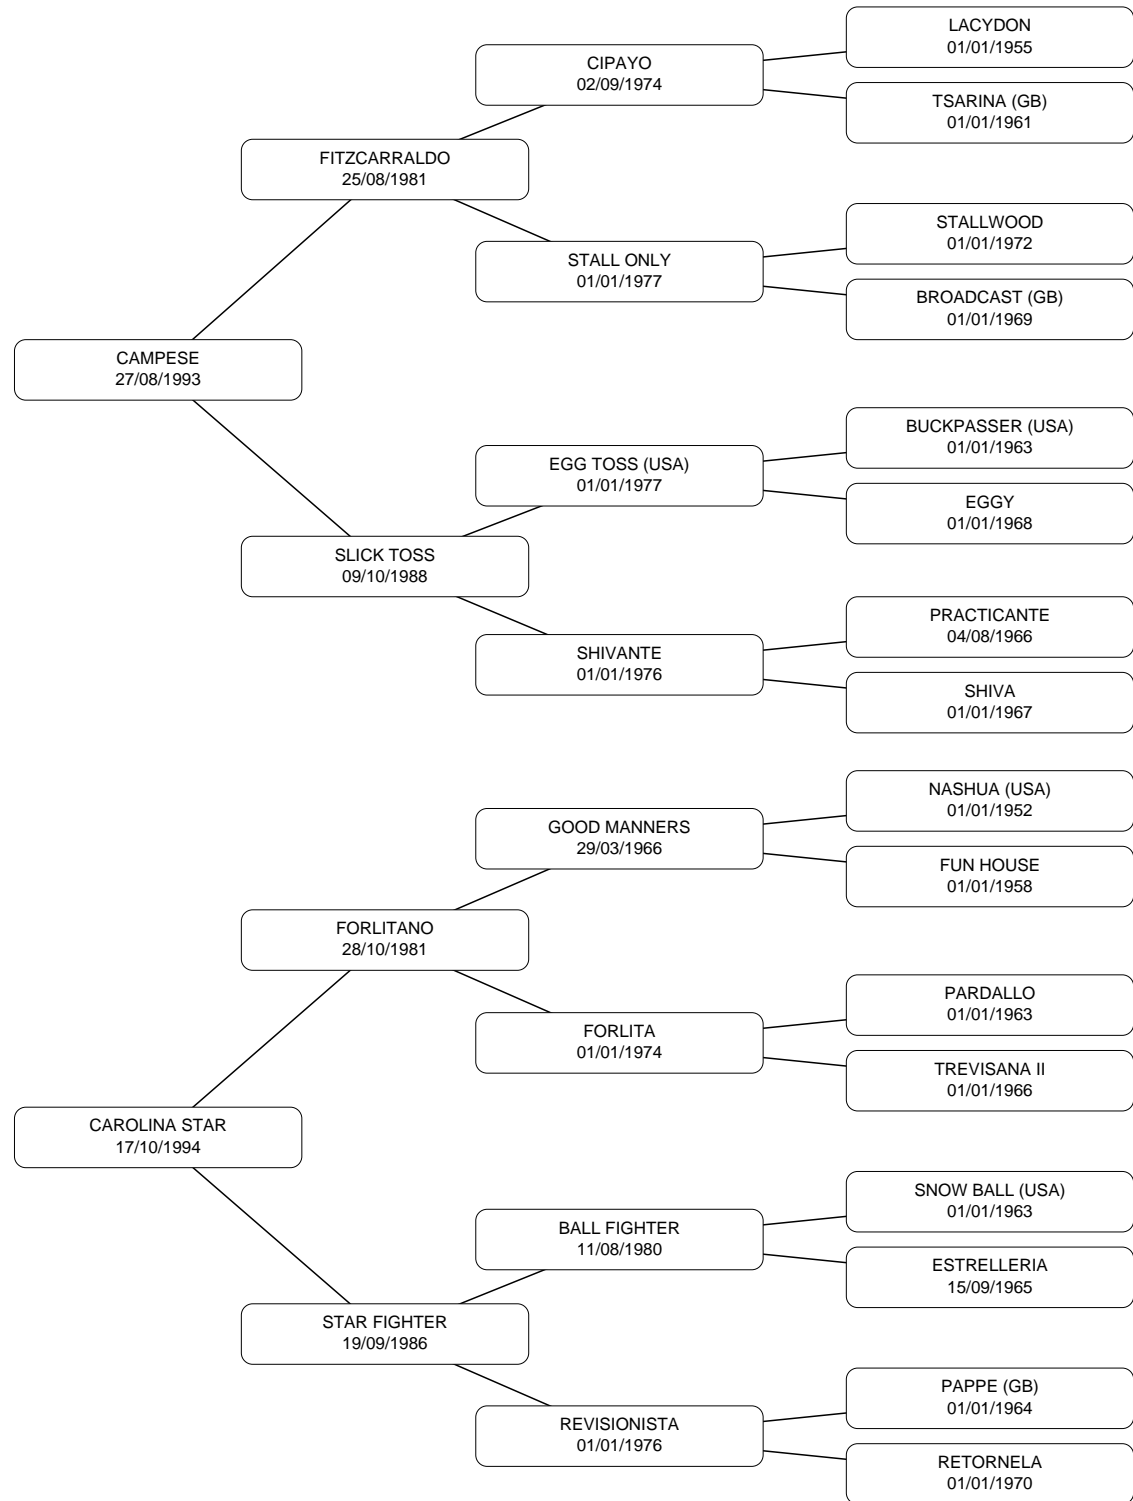 LACYDON
01/01/1955
CIPAYO
02/09/1974
TSARINA (GB)
01/01/1961
FITZCARRALDO
25/08/1981
STALLWOOD
01/01/1972
STALL ONLY
01/01/1977
BROADCAST (GB)
01/01/1969
CAMPESE
27/08/1993
BUCKPASSER (USA)
01/01/1963
EGG TOSS (USA)
01/01/1977
EGGY
01/01/1968
SLICK TOSS
09/10/1988
PRACTICANTE
04/08/1966
SHIVANTE
01/01/1976
SHIVA
01/01/1967
NASHUA (USA)
01/01/1952
GOOD MANNERS
29/03/1966
FUN HOUSE
01/01/1958
FORLITANO
28/10/1981
PARDALLO
01/01/1963
FORLITA
01/01/1974
TREVISANA II
01/01/1966
CAROLINA STAR
17/10/1994
SNOW BALL (USA)
01/01/1963
BALL FIGHTER
11/08/1980
ESTRELLERIA
15/09/1965
STAR FIGHTER
19/09/1986
PAPPE (GB)
01/01/1964
REVISIONISTA
01/01/1976
RETORNELA
01/01/1970